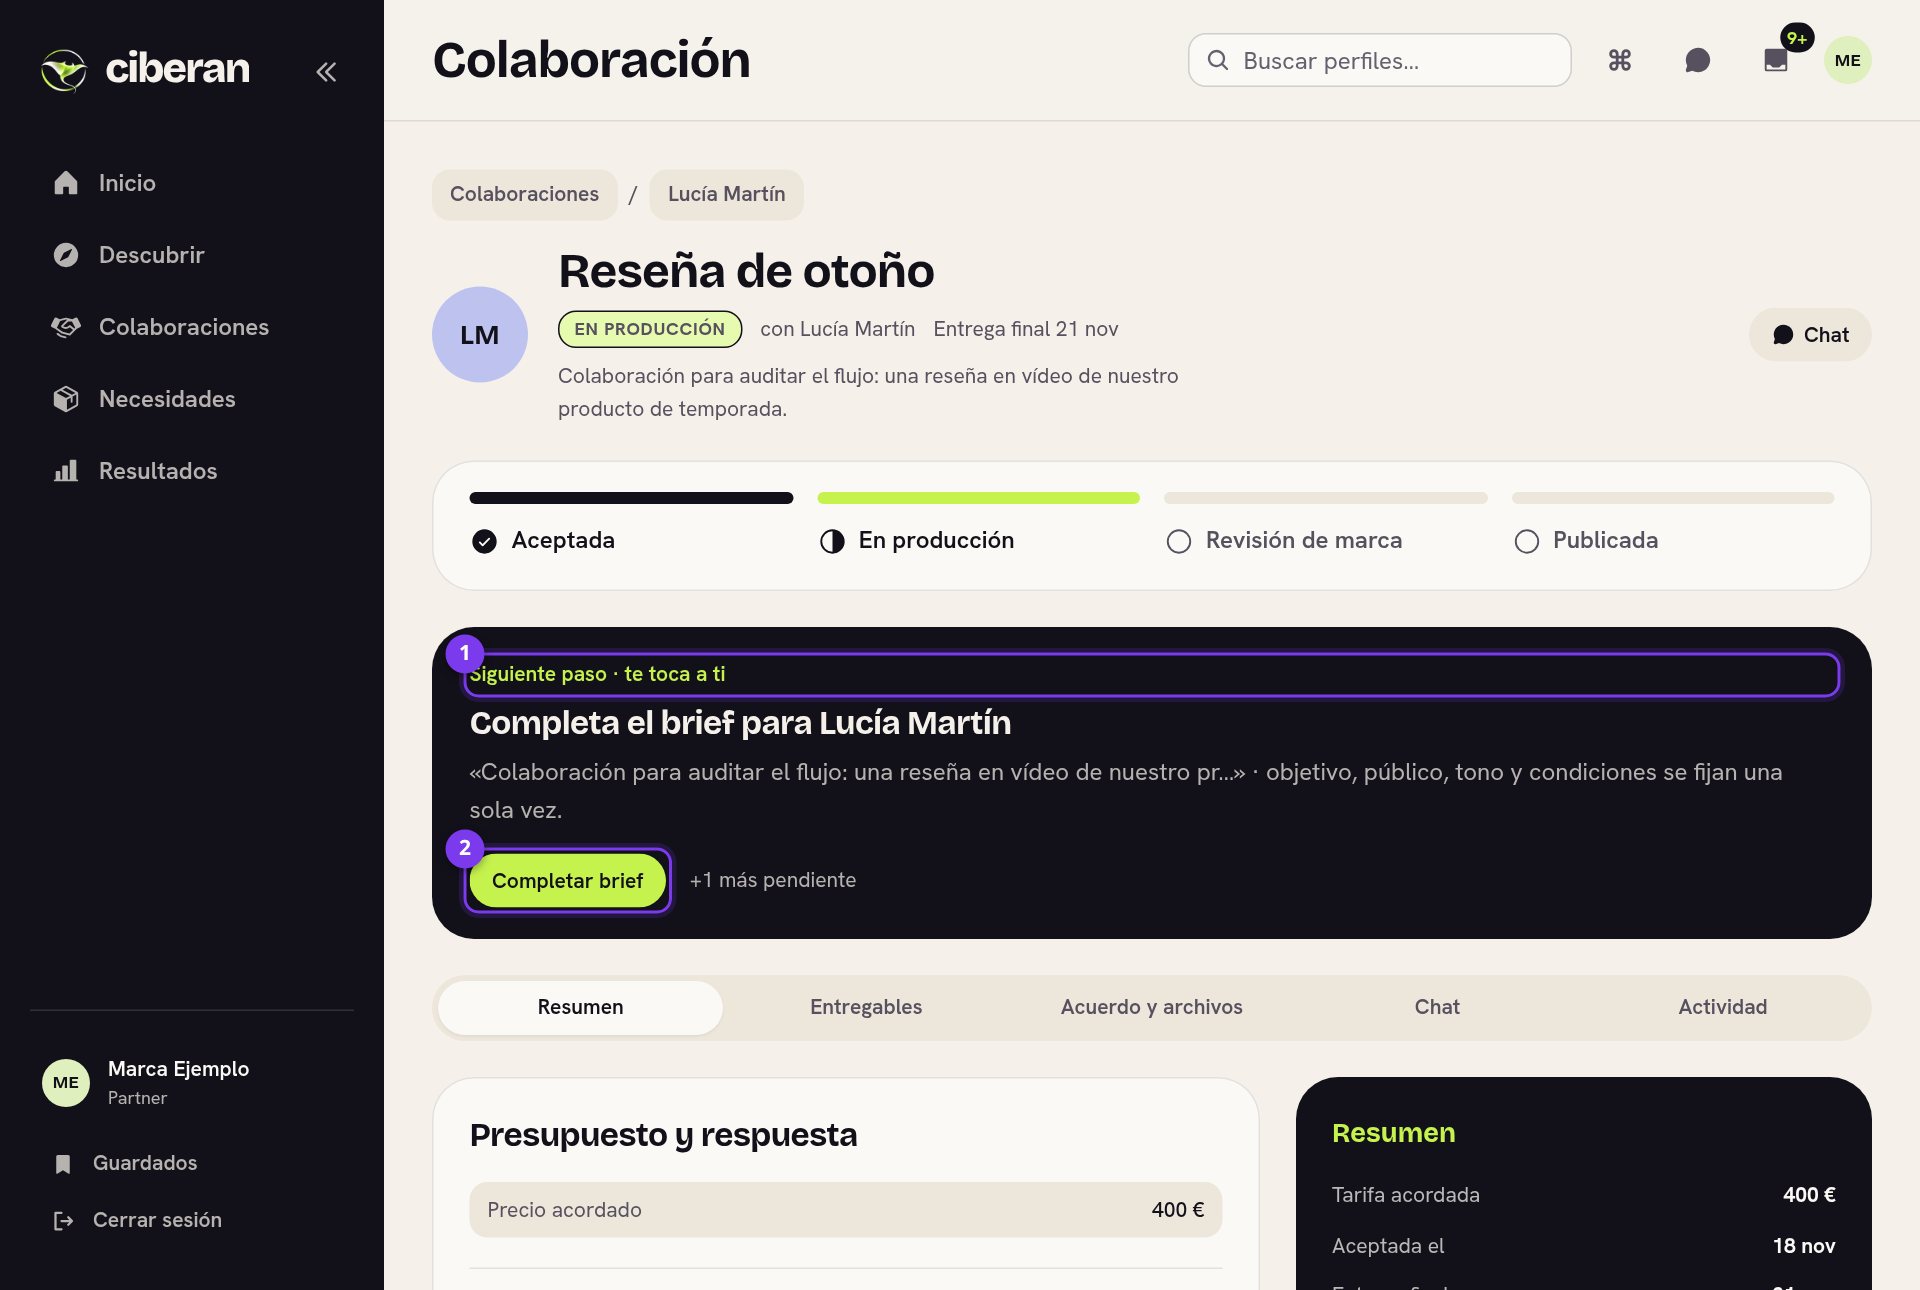 ciberan
Inicio
Descubrir
Colaboraciones
Necesidades
Resultados
ME
Marca Ejemplo
Partner
Guardados
Cerrar sesión
Colaboración
Buscar perfiles...
9+
ME
Colaboraciones / Lucía Martín
LM
Reseña de otoño
EN PRODUCCIÓN con Lucía Martín Entrega final 21 nov
Colaboración para auditar el flujo: una reseña en vídeo de nuestro
producto de temporada.
Chat
Aceptada
En producción
Revisión de marca
Publicada
1
Siguiente paso · te toca a ti
Completa el brief para Lucía Martín
«Colaboración para auditar el flujo: una reseña en vídeo de nuestro pr...» · objetivo, público, tono y condiciones se fijan una
sola vez.
2
Completar brief +1 más pendiente
Resumen
Entregables
Acuerdo y archivos
Chat
Actividad
Presupuesto y respuesta
Precio acordado 400 €
Resumen
Tarifa acordada 400 €
Aceptada el 18 nov